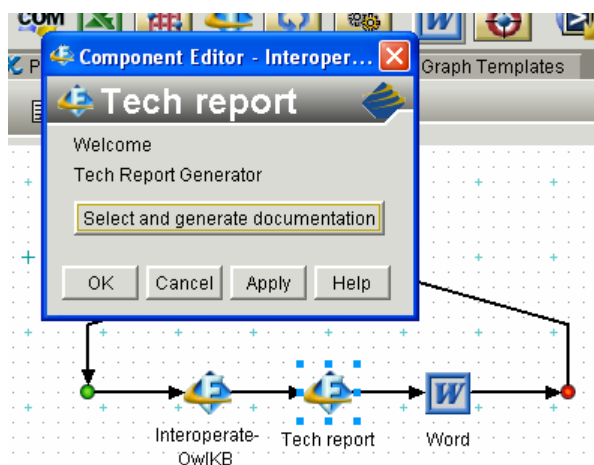 COM
W
Component Editor - Interoper...
P
Graph Templates
Tech report
Welcome
Tech Report Generator
Select and generate documentation
OK
Cancel
Apply
Help
W
Interoperate-
OwlKB
Tech report
Word